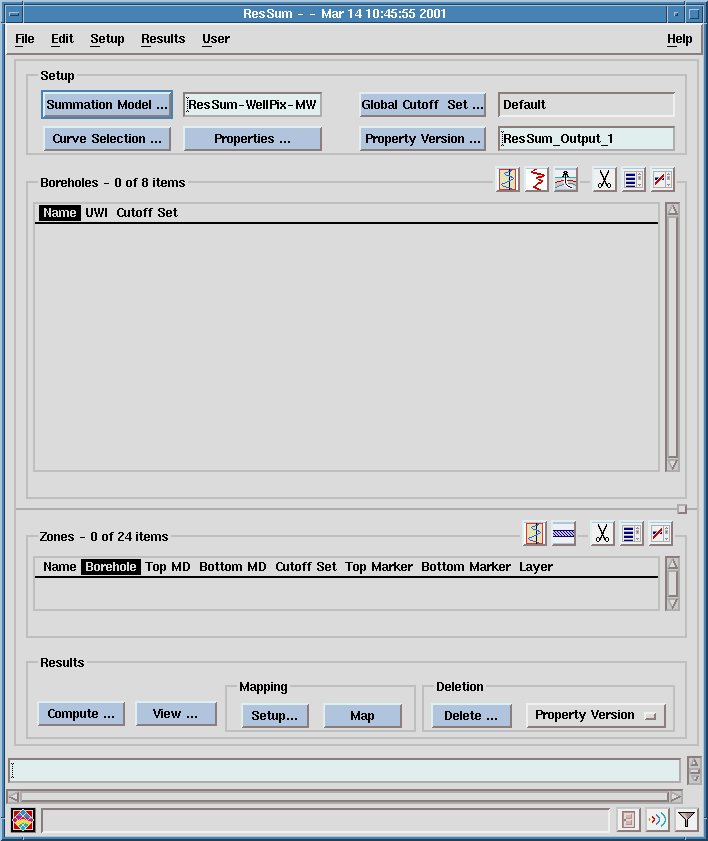 ResSum - - Mar 14 10:45:55 2001
File Edit Setup Results User Help
Setup
Summation Model ... ResSum-WellPix-MW Global Cutoff Set ... Default
Curve Selection ... Properties ... Property Version ... ResSum_Output_1
Boreholes - 0 of 8 items
Name UWI Cutoff Set
Zones - 0 of 24 items
Name Borehole Top MD Bottom MD Cutoff Set Top Marker Bottom Marker Layer
Results
Mapping Deletion
Compute ... View ... Setup... Map Delete ... Property Version